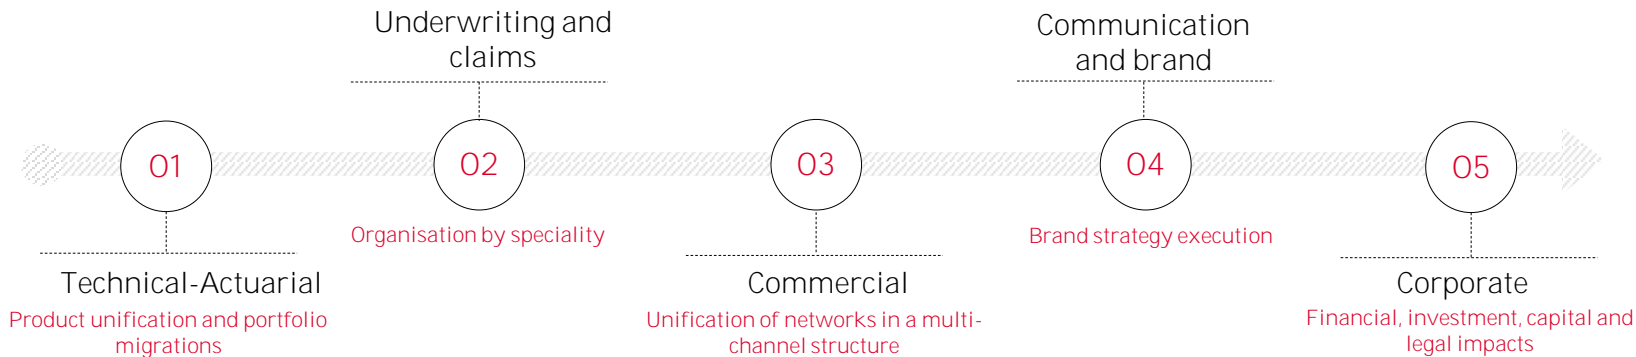 01
Technical-Actuarial
Product unification and portfolio
migrations
Underwriting and
claims
02
Organisation by speciality
03
Commercial
Unification of networks in a multi-
channel structure
Communication
and brand
04
Brand strategy execution
05
Corporate
Financial, investment, capital and
legal impacts